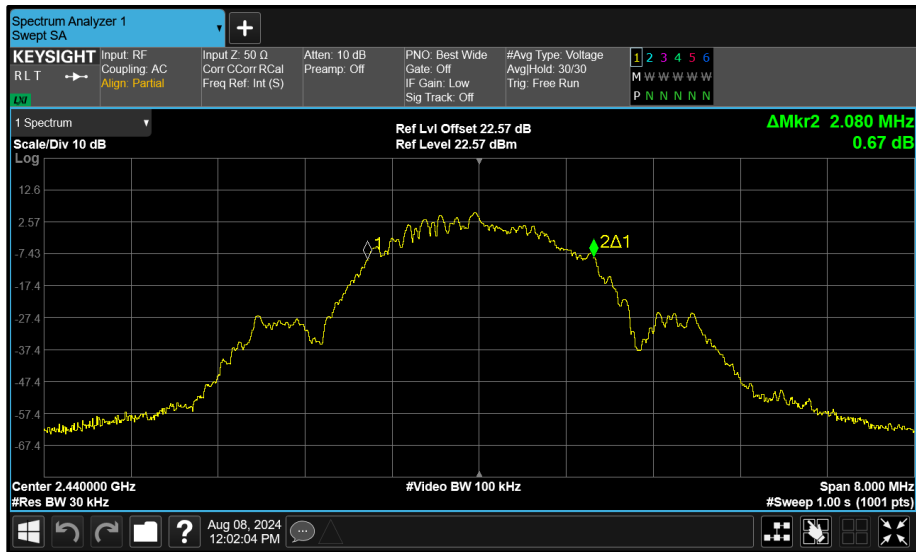 Spectrum Analyzer 1
Swept SA
+
KEYSIGHT
R L T
LXI
Input: RF
Coupling: AC
Align: Partial
Input Z: 50 Ω
Corr CCorr RCal
Freq Ref: Int (S)
Atten: 10 dB
Preamp: Off
PNO: Best Wide
Gate: Off
IF Gain: Low
Sig Track: Off
#Avg Type: Voltage
Avg|Hold: 30/30
Trig: Free Run
1 2 3 4 5 6
M W W W W W
P N N N N N
1 Spectrum
Scale/Div 10 dB
Log
Ref Lvl Offset 22.57 dB
Ref Level 22.57 dBm
ΔMkr2 2.080 MHz
0.67 dB
12.6
2.57
-7.43
-17.4
-27.4
-37.4
-47.4
-57.4
-67.4
1
2Δ1
Center 2.440000 GHz
#Video BW 100 kHz
Span 8.000 MHz
#Res BW 30 kHz
#Sweep 1.00 s (1001 pts)
?
Aug 08, 2024
12:02:04 PM